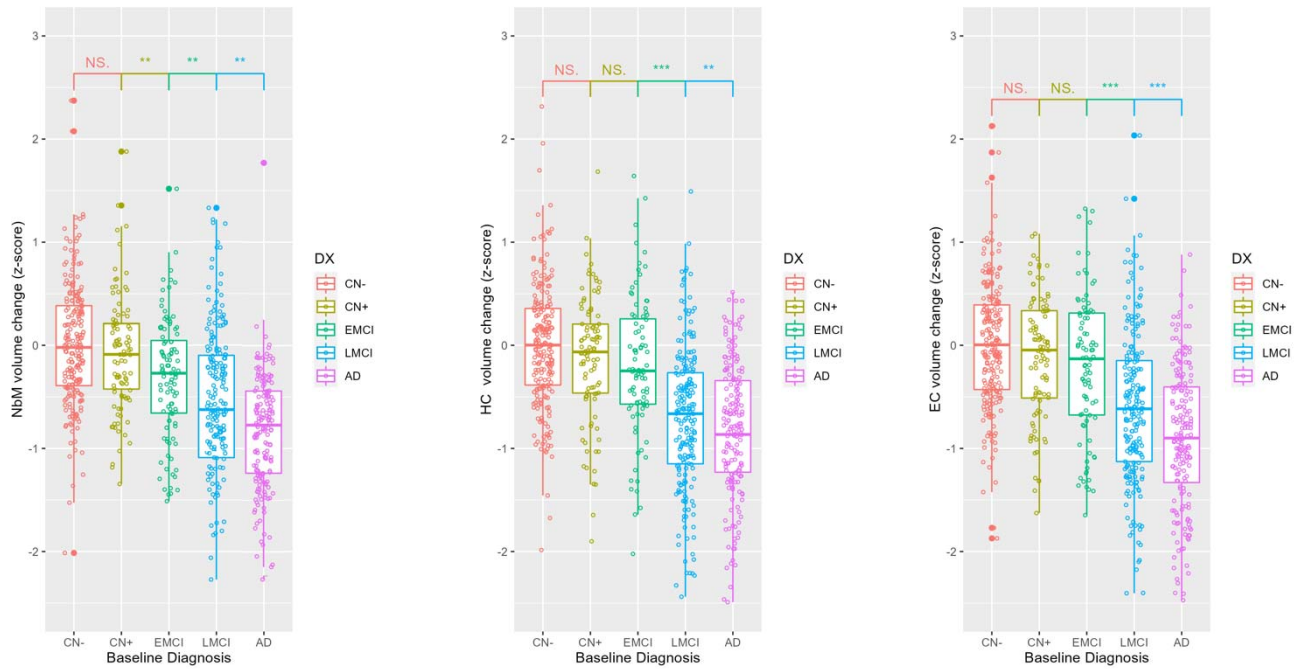 NbM volume change (z-score)
3
2
1
0
-1
-2
NS.
**
**
**
CN-
CN+
EMCI
LMCI
AD
Baseline Diagnosis
DX
CN-
CN+
EMCI
LMCI
AD
HC volume change (z-score)
3
2
1
0
-1
-2
NS.
NS.
***
**
CN-
CN+
EMCI
LMCI
AD
Baseline Diagnosis
DX
CN-
CN+
EMCI
LMCI
AD
EC volume change (z-score)
3
2
1
0
-1
-2
NS.
NS.
***
***
CN-
CN+
EMCI
LMCI
AD
Baseline Diagnosis
DX
CN-
CN+
EMCI
LMCI
AD